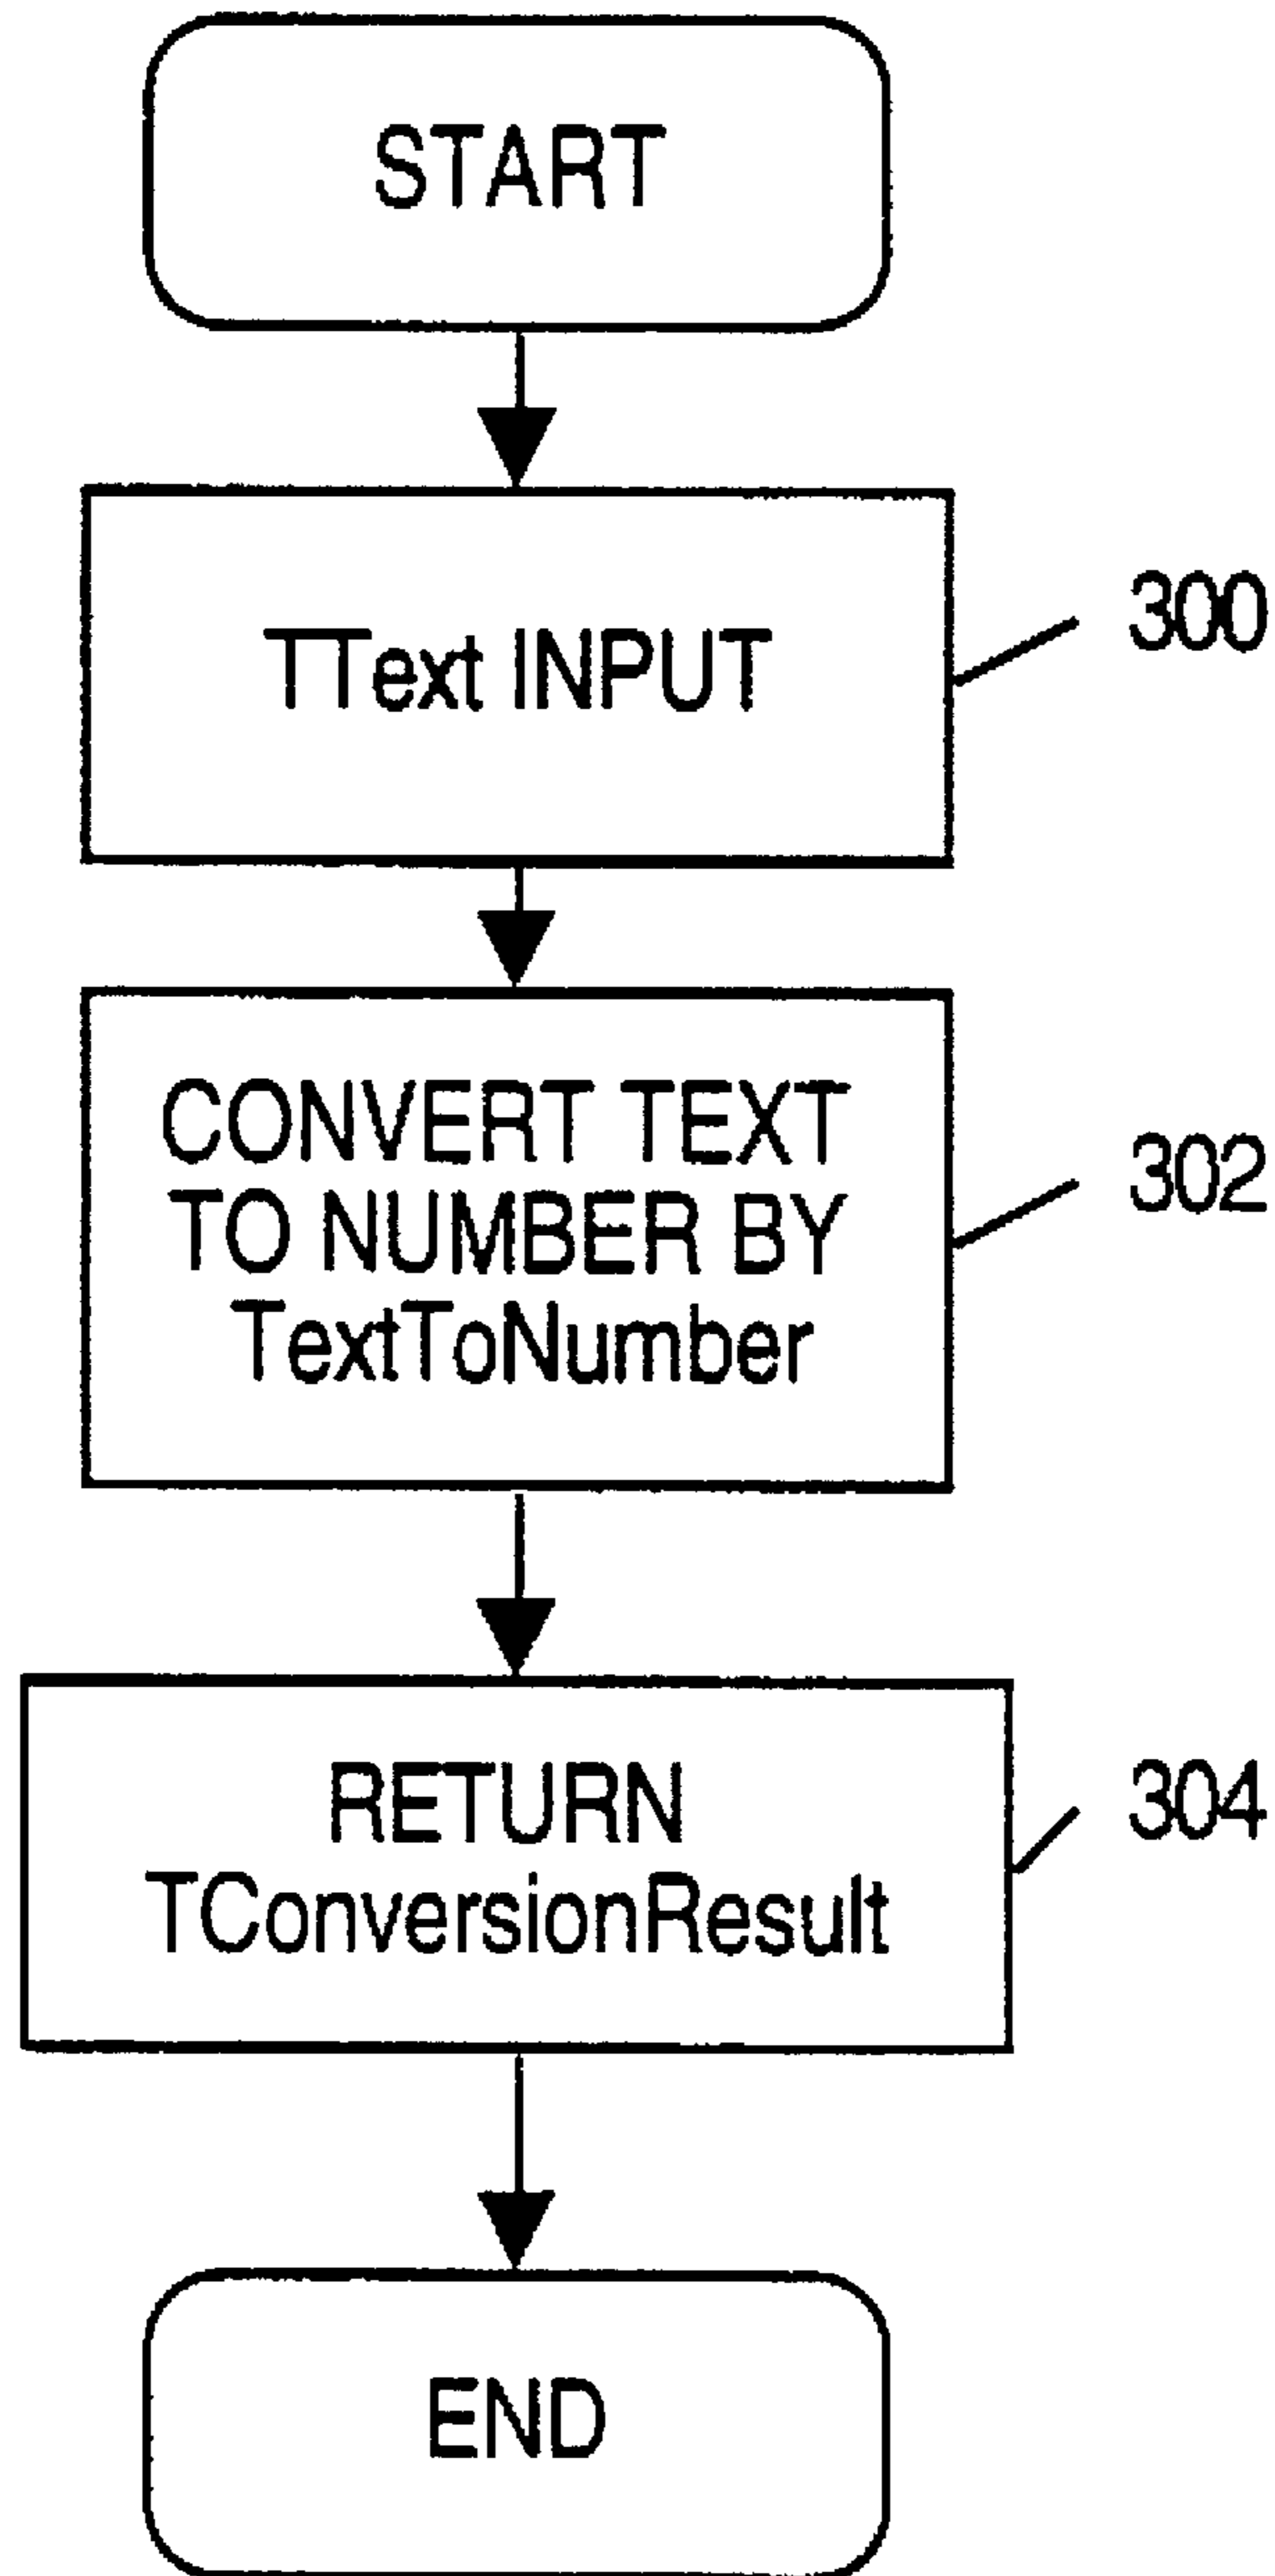 START
TText INPUT
300
CONVERT TEXT
TO NUMBER BY
TextToNumber
302
RETURN
TConversionResult
304
END